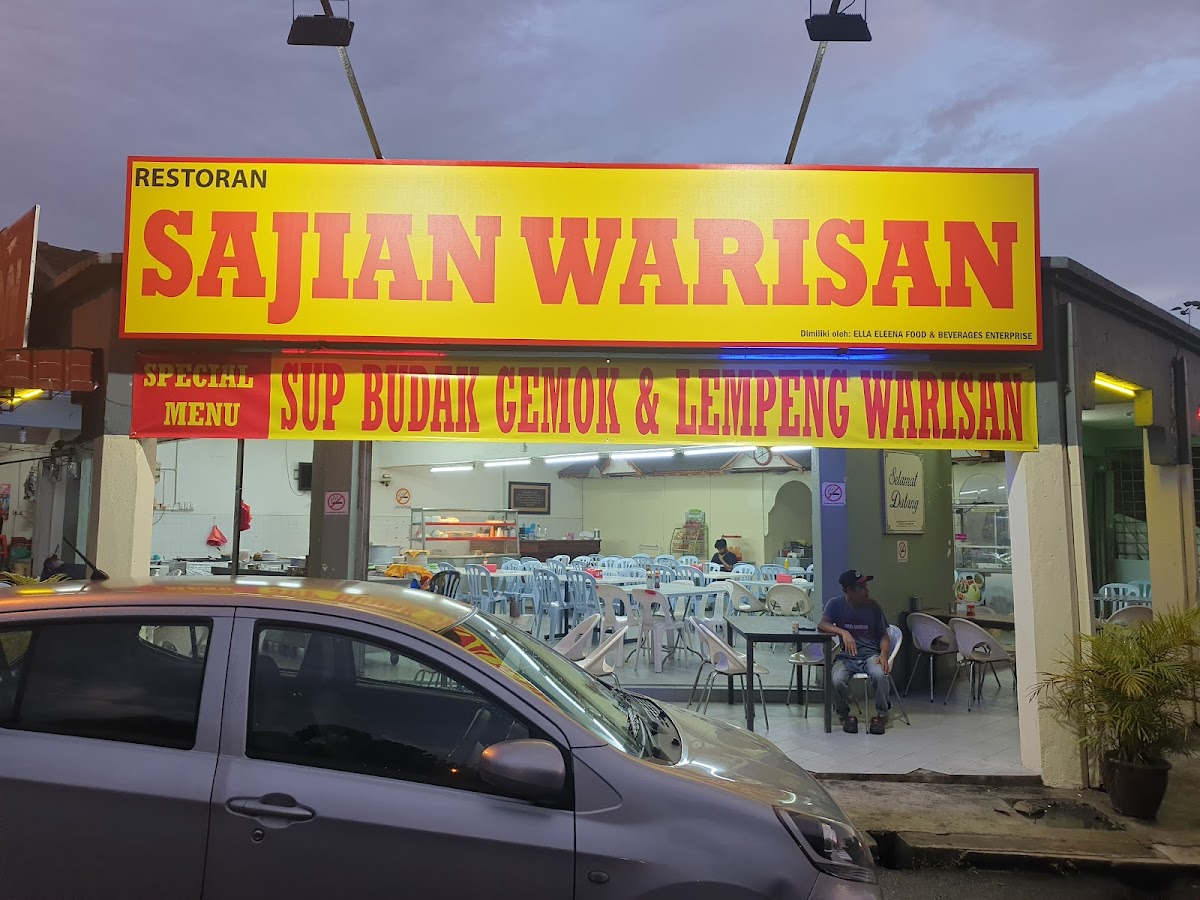 RESTORAN
SAJIAN WARISAN
Dimiliki oleh: ELLA ELEENA FOOD & BEVERAGES ENTERPRISE
SPECIAL
MENU
SUP BUDAK GEMOK & LEMPENG WARISAN
Selamat
Datang